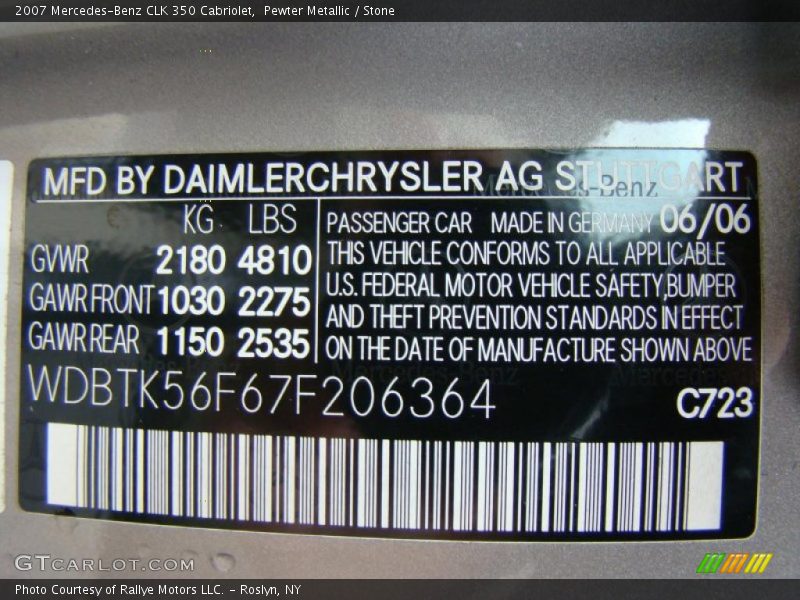 2007 Mercedes-Benz CLK 350 Cabriolet, Pewter Metallic / Stone
MFD BY DAIMLERCHRYSLER AG STUTTGART
KG LBS
GVWR 2180 4810
GAWR FRONT 1030 2275
GAWR REAR 1150 2535
PASSENGER CAR MADE IN GERMANY 06/06
THIS VEHICLE CONFORMS TO ALL APPLICABLE
U.S. FEDERAL MOTOR VEHICLE SAFETY,BUMPER
AND THEFT PREVENTION STANDARDS IN EFFECT
ON THE DATE OF MANUFACTURE SHOWN ABOVE
WDBTK56F67F206364
C723
Mercedes-Benz
GTCARLOT.COM
Photo Courtesy of Rallye Motors LLC. - Roslyn, NY